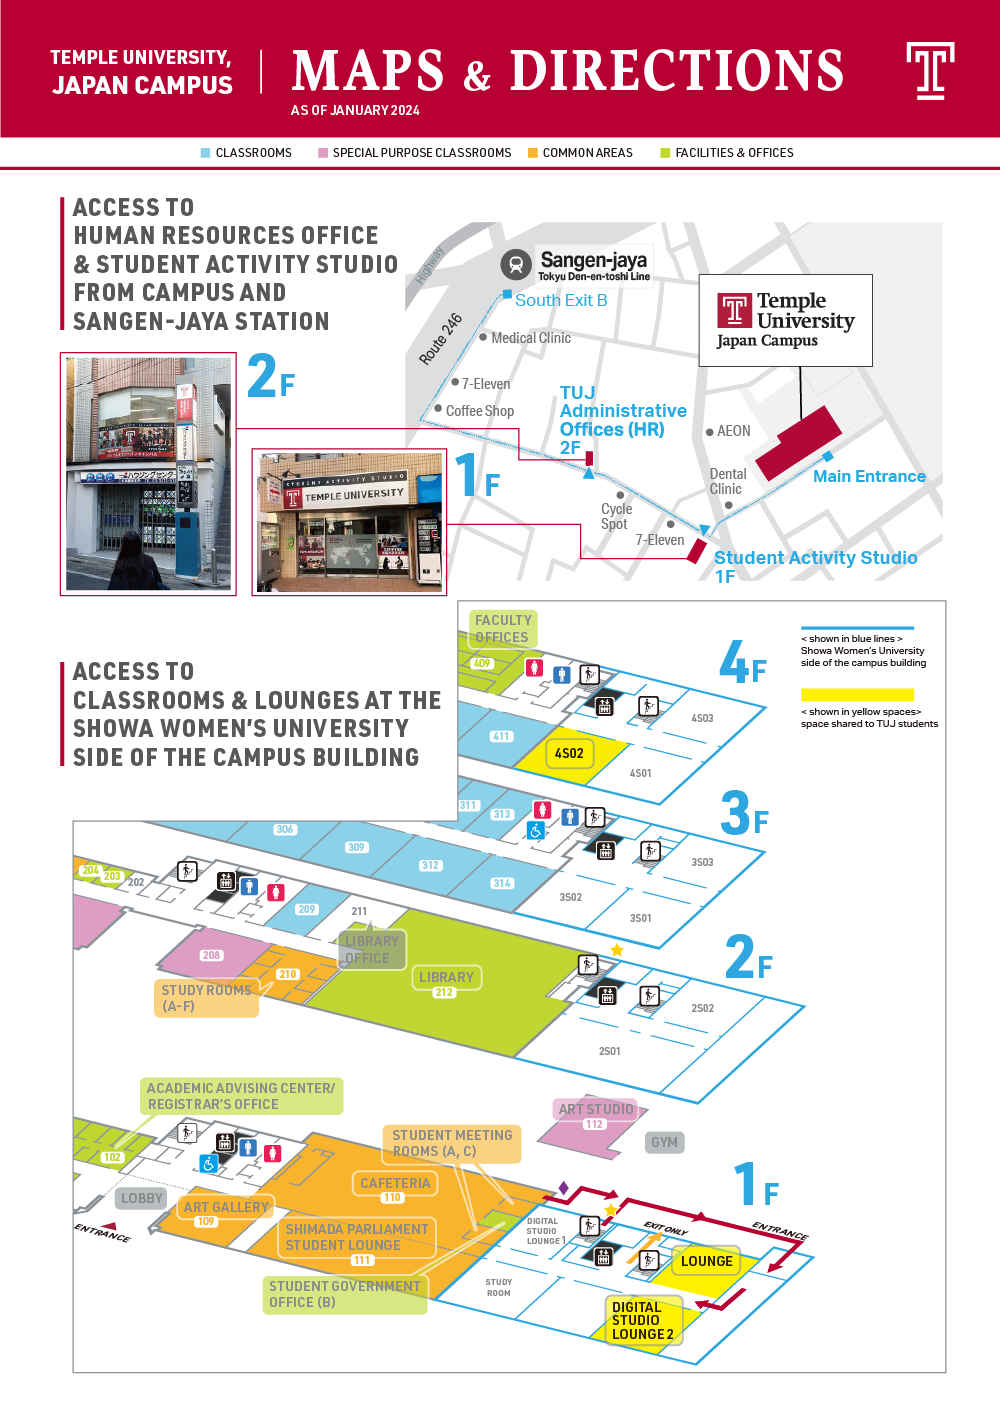 TEMPLE UNIVERSITY,
JAPAN CAMPUS
MAPS & DIRECTIONS
AS OF JANUARY 2024
CLASSROOMS
SPECIAL PURPOSE CLASSROOMS
COMMON AREAS
FACILITIES & OFFICES
ACCESS TO
HUMAN RESOURCES OFFICE
& STUDENT ACTIVITY STUDIO
FROM CAMPUS AND
SANGEN-JAYA STATION
Highway
Route 246
Sangen-jaya
Tokyu Den-en-toshi Line
South Exit B
Medical Clinic
7-Eleven
Coffee Shop
TUJ
Administrative
Offices (HR)
2F
Temple
University
Japan Campus
AEON
Dental
Clinic
Main Entrance
Cycle
Spot
7-Eleven
Student Activity Studio
1F
2F
1F
STUDENT ACTIVITY STUDIO
TEMPLE UNIVERSITY
ACCESS TO
CLASSROOMS & LOUNGES AT THE
SHOWA WOMEN'S UNIVERSITY
SIDE OF THE CAMPUS BUILDING
< shown in blue lines >
Showa Women's University
side of the campus building
< shown in yellow spaces>
space shared to TUJ students
4F
FACULTY
OFFICES
409
411
4S02
4S03
4S01
3F
311
313
306
309
312
314
3S02
3S03
3S01
2F
204
203
202
209
211
LIBRARY
OFFICE
208
210
STUDY ROOMS
(A-F)
LIBRARY
212
2S02
2S01
1F
ACADEMIC ADVISING CENTER/
REGISTRAR'S OFFICE
102
LOBBY
ENTRANCE
ART GALLERY
109
STUDENT MEETING
ROOMS (A, C)
CAFETERIA
110
SHIMADA PARLIAMENT
STUDENT LOUNGE
111
STUDENT GOVERNMENT
OFFICE (B)
ART STUDIO
112
GYM
DIGITAL
STUDIO
LOUNGE 1
STUDY
ROOM
EXIT ONLY
ENTRANCE
LOUNGE
DIGITAL
STUDIO
LOUNGE 2